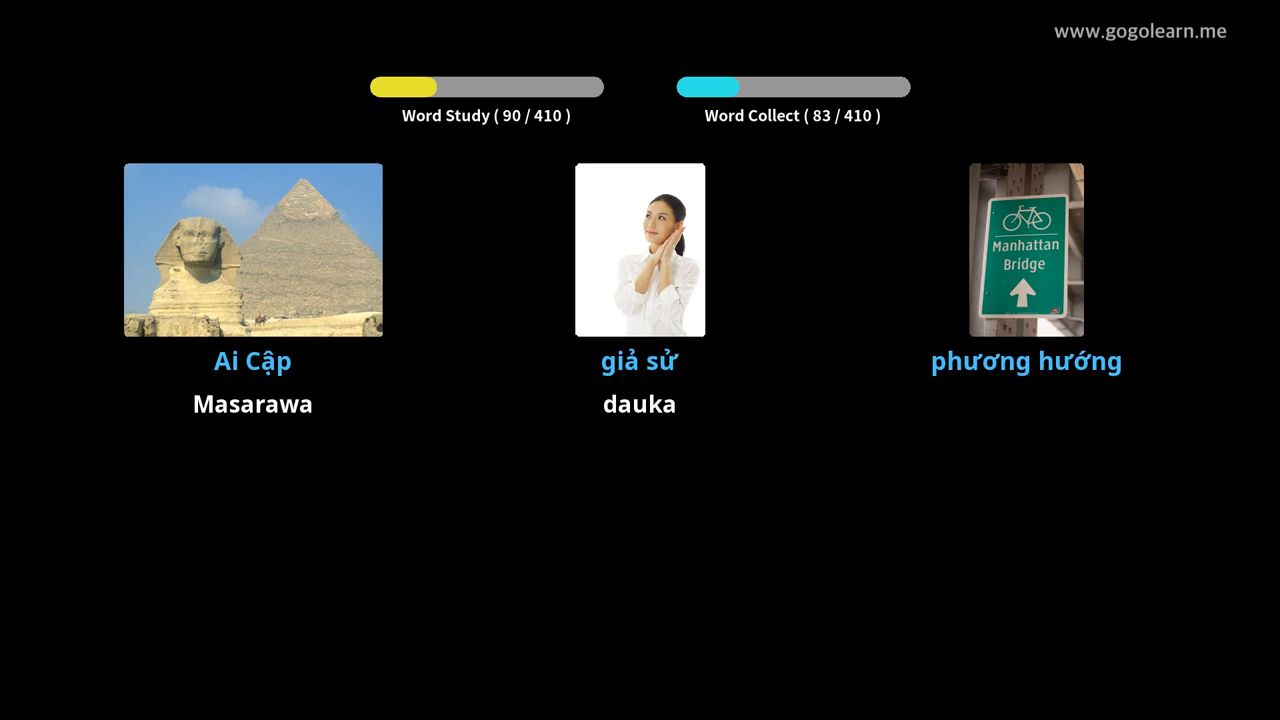 www.gogolearn.me
Word Study ( 90 / 410 )
Word Collect ( 83 / 410 )
Manhattan
Bridge
Ai Cập
giả sử
phương hướng
Masarawa
dauka